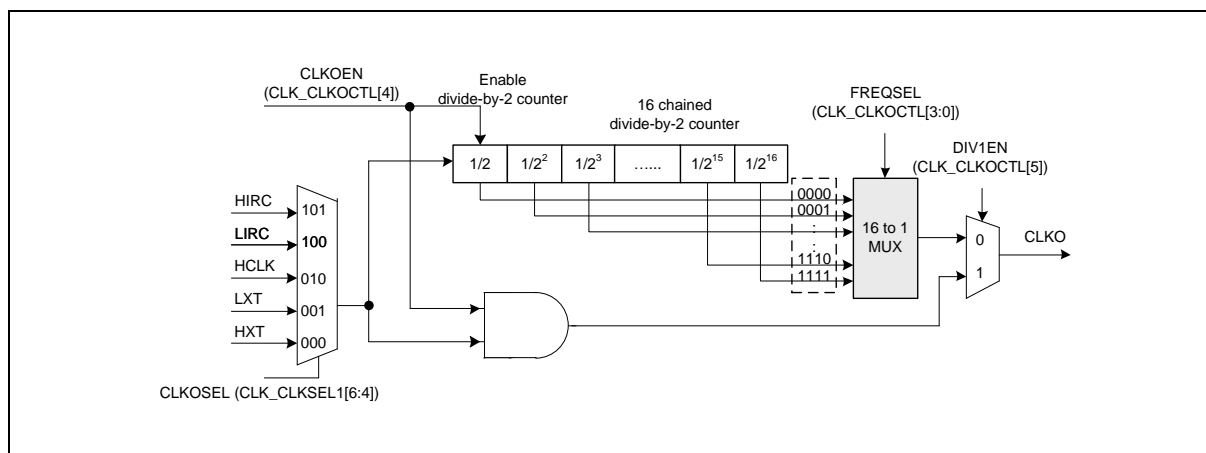 CLKOEN
(CLK_CLKOCTL[4])
Enable
divide-by-2 counter
16 chained
divide-by-2 counter
FREQSEL
(CLK_CLKOCTL[3:0])
DIV1EN
(CLK_CLKOCTL[5])
1/2
1/2²
1/2³
…...
1/2¹⁵
1/2¹⁶
0000
0001
:
:
1110
1111
16 to 1
MUX
0
1
CLKO
HIRC
101
LIRC
100
HCLK
010
LXT
001
HXT
000
CLKOSEL (CLK_CLKSEL1[6:4])